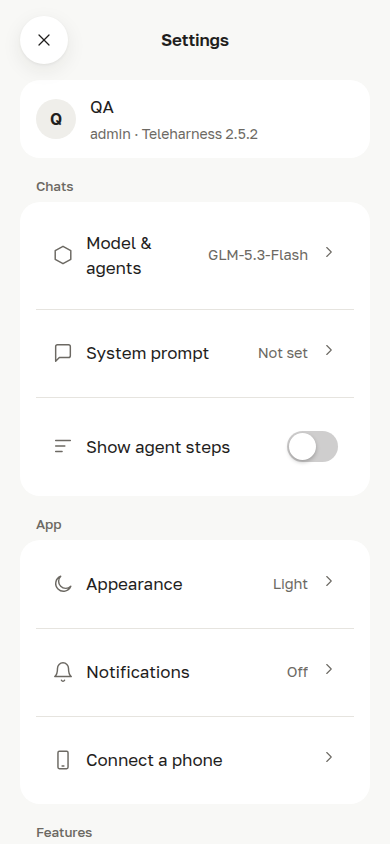 Settings
Q
QA
admin · Teleharness 2.5.2
Chats
Model &
agents
GLM-5.3-Flash
System prompt
Not set
Show agent steps
App
Appearance
Light
Notifications
Off
Connect a phone
Features